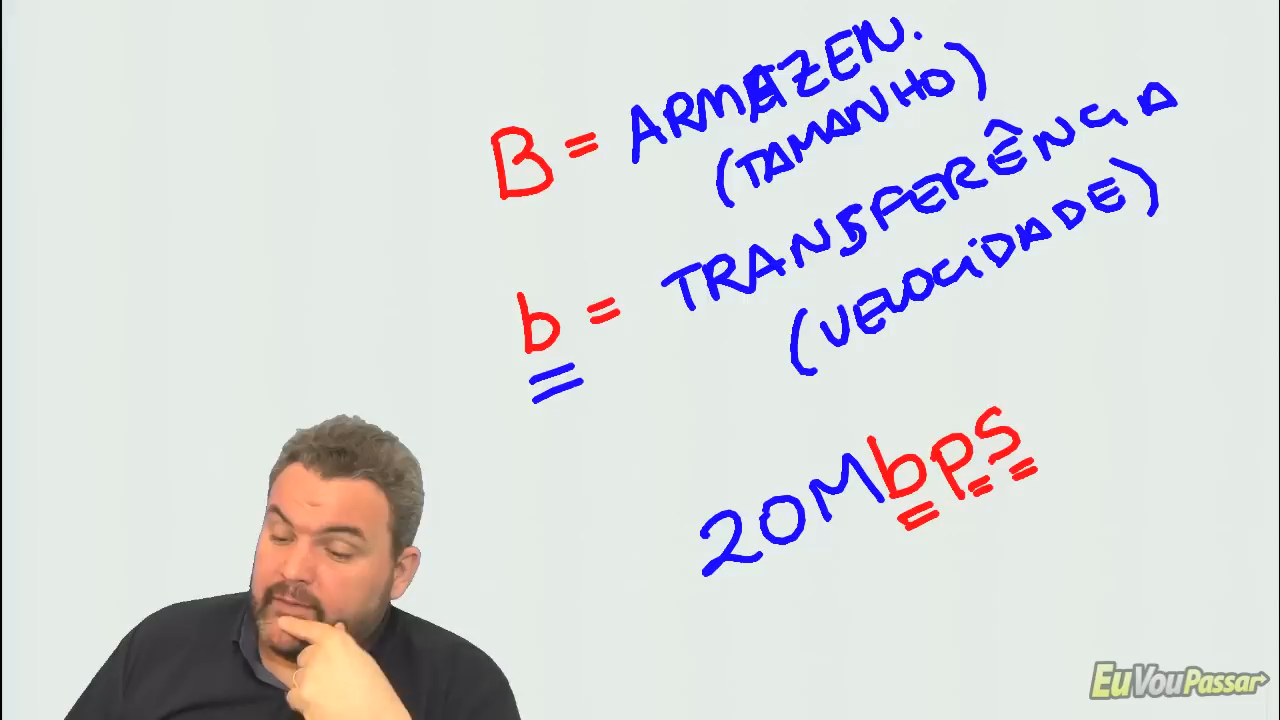 B = ARMAZEN.
(TAMANHO)
b = TRANSFERÊNCIA
(VELOCIDADE)
20Mbps
EuVouPassar